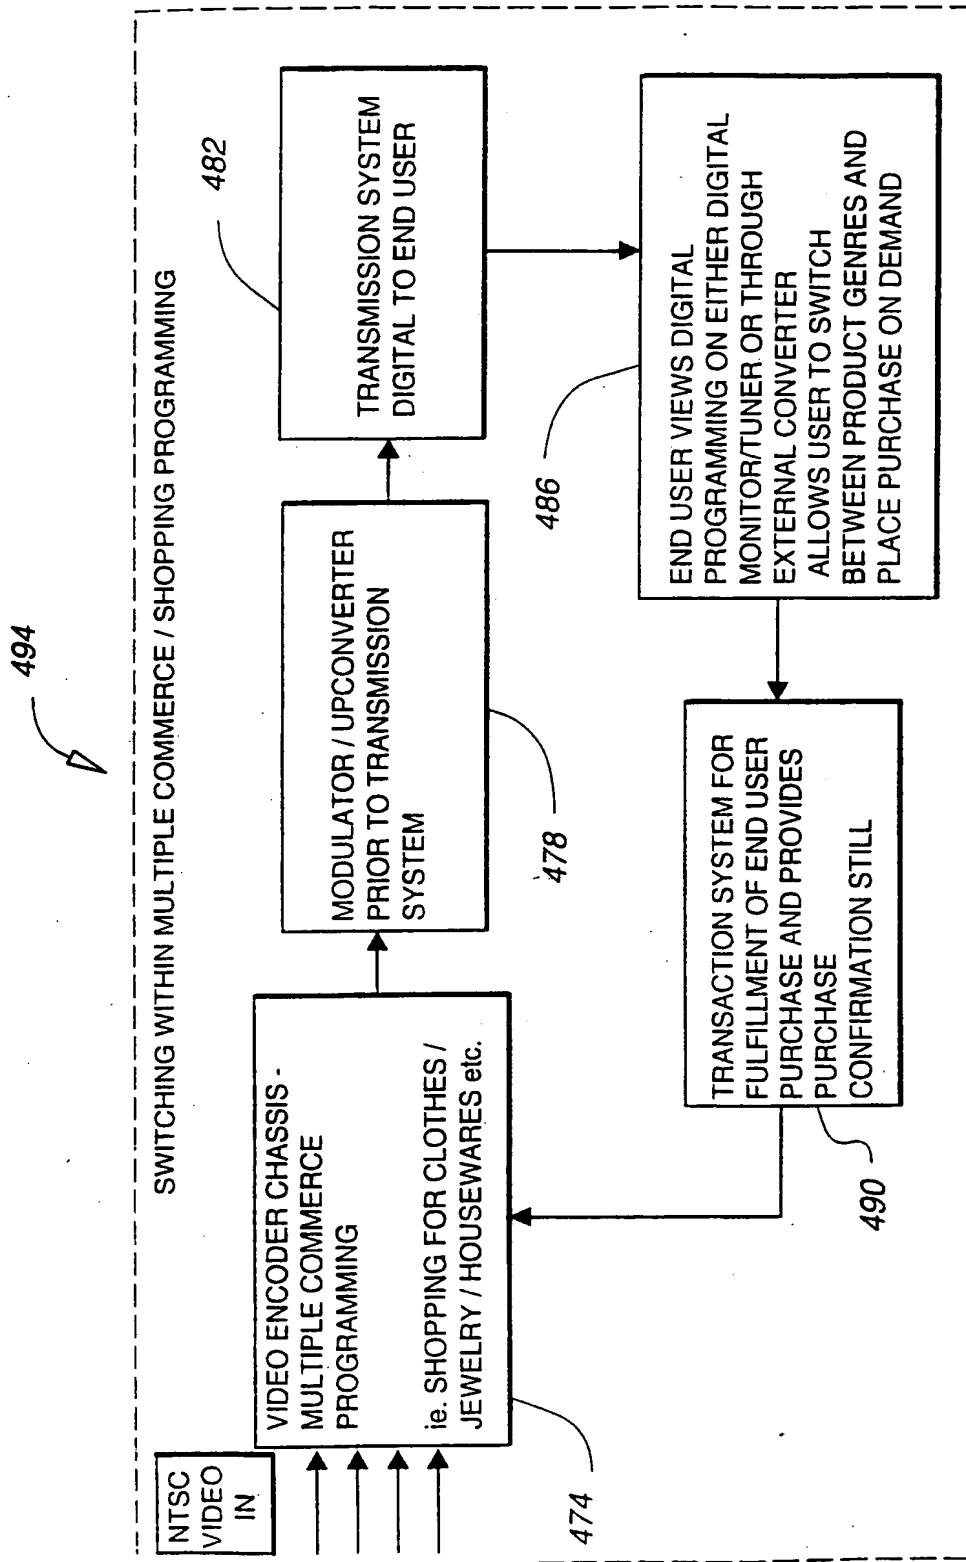 494
SWITCHING WITHIN MULTIPLE COMMERCE / SHOPPING PROGRAMMING
NTSC
VIDEO
IN
VIDEO ENCODER CHASSIS -
MULTIPLE COMMERCE
PROGRAMMING
ie. SHOPPING FOR CLOTHES /
JEWELRY / HOUSEWARES etc.
474
MODULATOR / UPCONVERTER
PRIOR TO TRANSMISSION
SYSTEM
478
TRANSMISSION SYSTEM
DIGITAL TO END USER
482
END USER VIEWS DIGITAL
PROGRAMMING ON EITHER DIGITAL
MONITOR/TUNER OR THROUGH
EXTERNAL CONVERTER
ALLOWS USER TO SWITCH
BETWEEN PRODUCT GENRES AND
PLACE PURCHASE ON DEMAND
486
TRANSACTION SYSTEM FOR
FULFILLMENT OF END USER
PURCHASE AND PROVIDES
PURCHASE
CONFIRMATION STILL
490